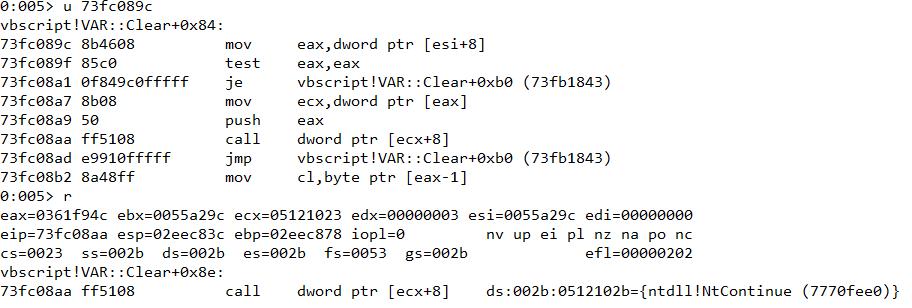 0:005> u 73fc089c
vbscript!VAR::Clear+0x84:
73fc089c 8b4608          mov     eax,dword ptr [esi+8]
73fc089f 85c0            test    eax,eax
73fc08a1 0f849c0fffff    je      vbscript!VAR::Clear+0xb0 (73fb1843)
73fc08a7 8b08            mov     ecx,dword ptr [eax]
73fc08a9 50              push    eax
73fc08aa ff5108          call    dword ptr [ecx+8]
73fc08ad e9910fffff      jmp     vbscript!VAR::Clear+0xb0 (73fb1843)
73fc08b2 8a48ff          mov     cl,byte ptr [eax-1]
0:005> r
eax=0361f94c ebx=0055a29c ecx=05121023 edx=00000003 esi=0055a29c edi=00000000
eip=73fc08aa esp=02eec83c ebp=02eec878 iopl=0         nv up ei pl nz na po nc
cs=0023  ss=002b  ds=002b  es=002b  fs=0053  gs=002b             efl=00000202
vbscript!VAR::Clear+0x8e:
73fc08aa ff5108          call    dword ptr [ecx+8]    ds:002b:0512102b={ntdll!NtContinue (7770fee0)}